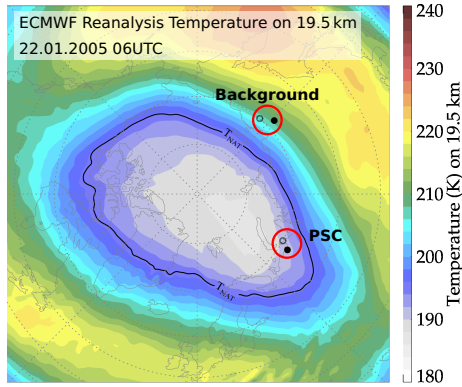 ECMWF Reanalysis Temperature on 19.5 km
22.01.2005 06UTC
Background
T_NAT
PSC
T_NAT
240
230
220
210
200
190
180
Temperature (K) on 19.5 km